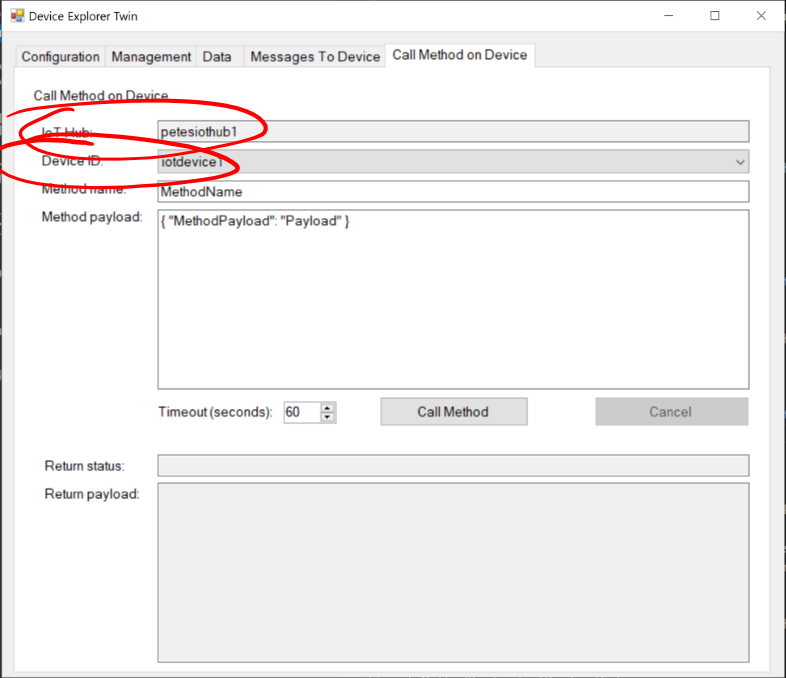 Device Explorer Twin
Configuration Management Data Messages To Device Call Method on Device
Call Method on Device
IoT Hub: petesiothub1
Device ID: iotdevice1
Method name: MethodName
Method payload: { "MethodPayload": "Payload" }
Timeout (seconds): 60 Call Method Cancel
Return status:
Return payload: